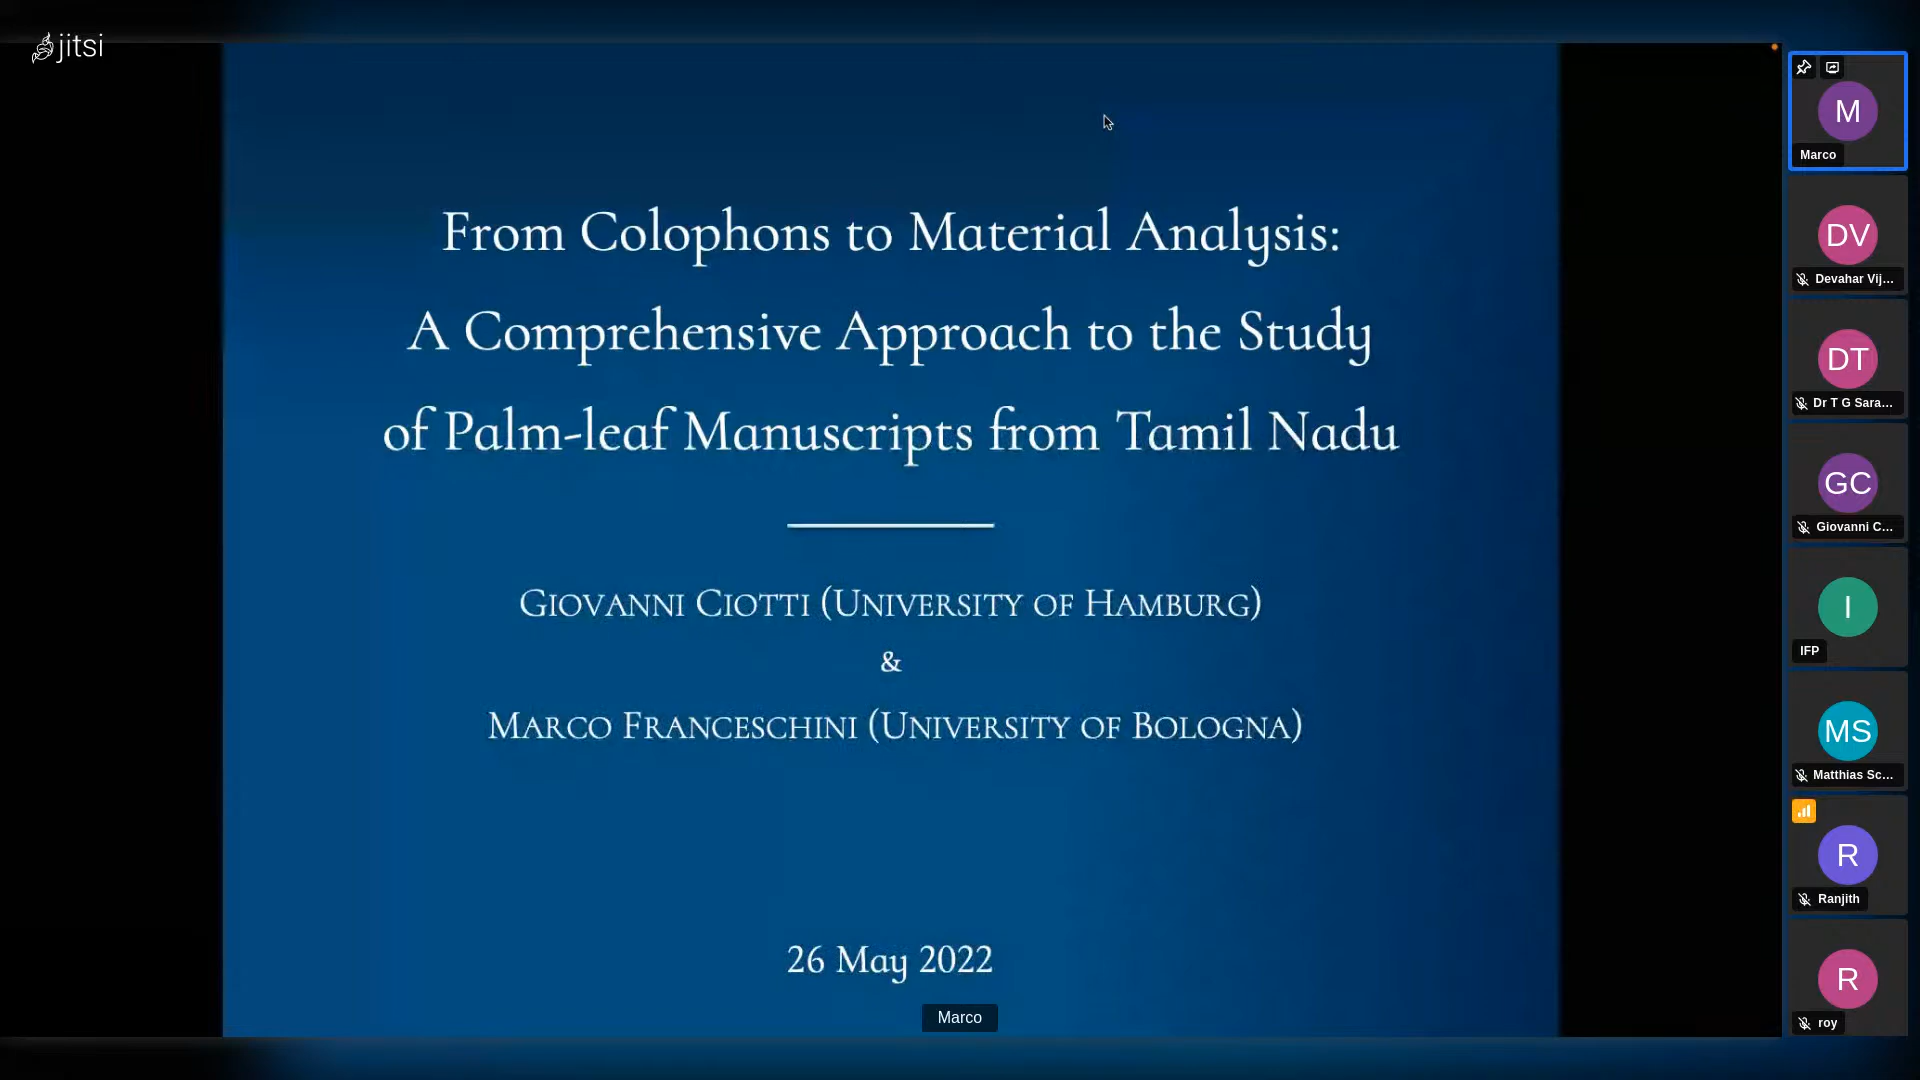 jitsi
From Colophons to Material Analysis:
A Comprehensive Approach to the Study
of Palm-leaf Manuscripts from Tamil Nadu
Giovanni Ciotti (University of Hamburg)
&
Marco Franceschini (University of Bologna)
26 May 2022
Marco
M
Marco
DV
Devahar Vij...
DT
Dr T G Sara...
GC
Giovanni C...
I
IFP
MS
Matthias Sc...
R
Ranjith
R
roy